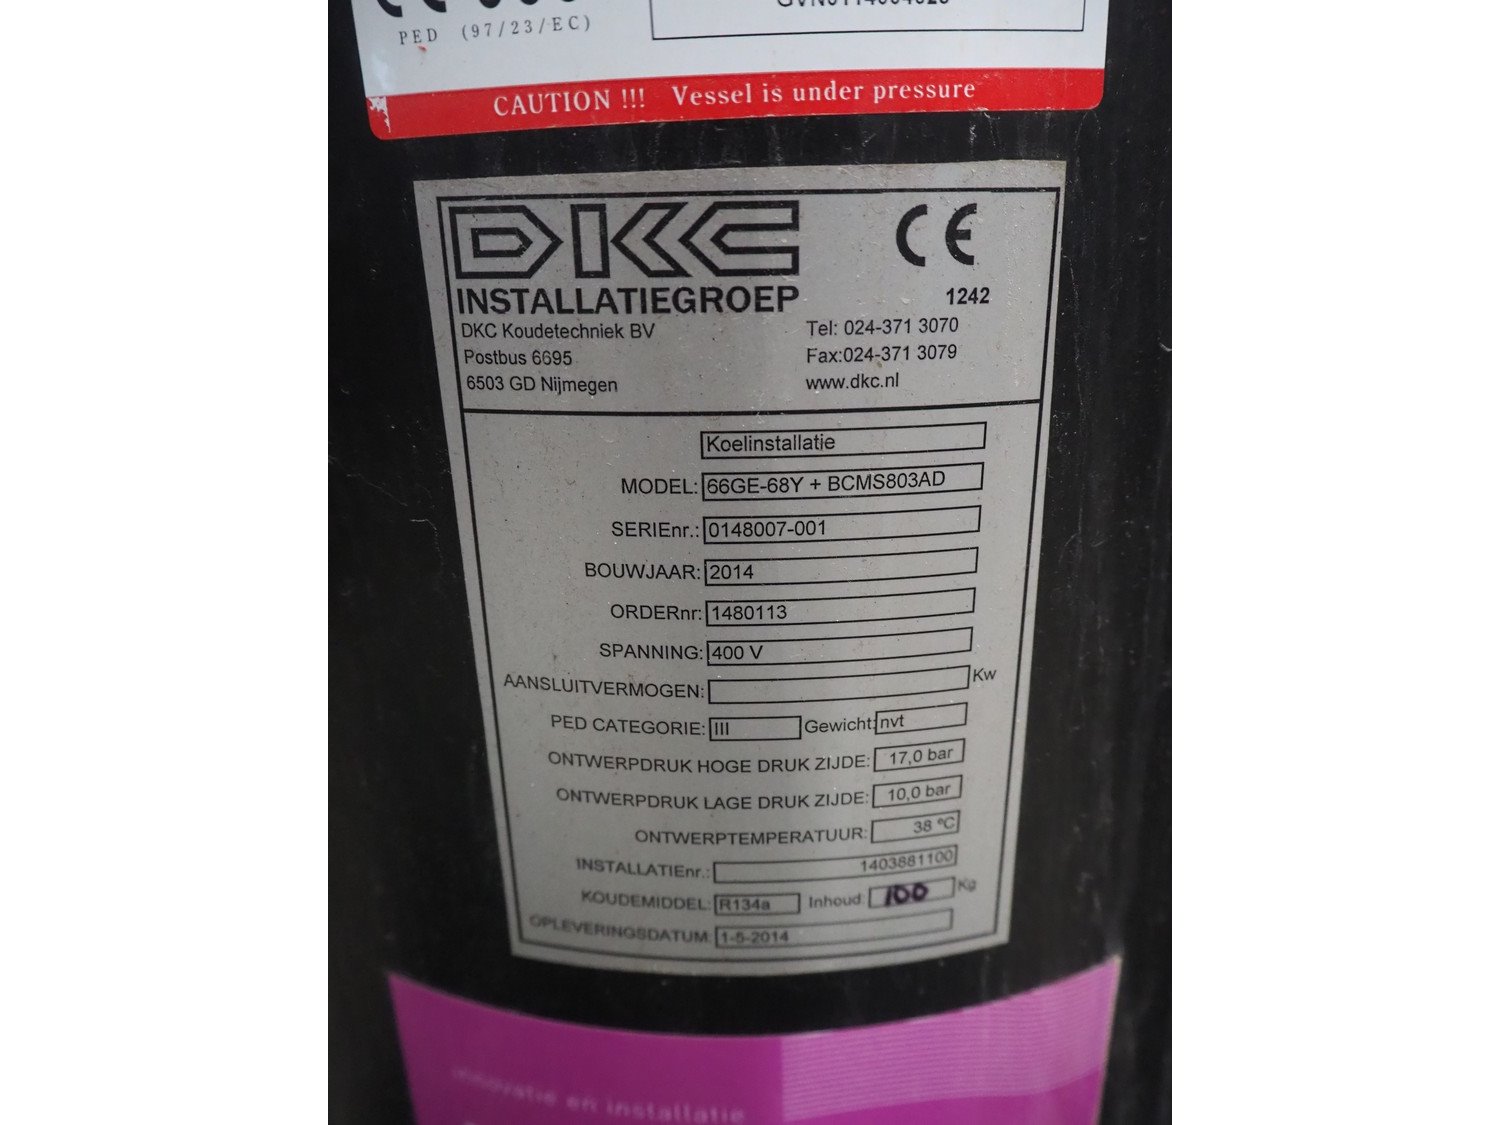 PED (97/23/EC)
CAUTION !!! Vessel is under pressure
DKC
CE
INSTALLATIEGROEP
1242
DKC Koudetechniek BV
Tel: 024-371 3070
Postbus 6695
Fax:024-371 3079
6503 GD Nijmegen
www.dkc.nl
Koelinstallatie
MODEL: 66GE-68Y + BCMS803AD
SERIEnr.: 0148007-001
BOUWJAAR: 2014
ORDERnr: 1480113
SPANNING: 400 V
AANSLUITVERMOGEN: Kw
PED CATEGORIE: III Gewicht: nvt
ONTWERPDRUK HOGE DRUK ZIJDE: 17,0 bar
ONTWERPDRUK LAGE DRUK ZIJDE: 10,0 bar
ONTWERPTEMPERATUUR: 38 ºC
INSTALLATIEnr.: 1403881100
KOUDEMIDDEL: R134a Inhoud: 100 Kg
OPLEVERINGSDATUM: 1-5-2014
innovatie en installatie